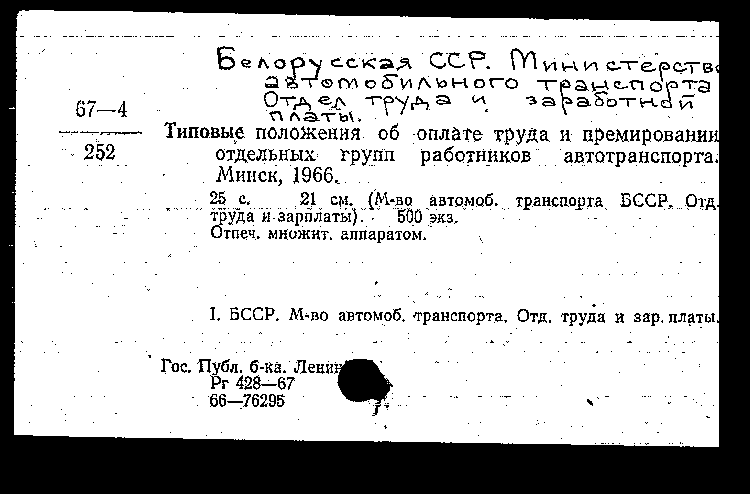 Белорусская ССР. Министерств
автомобильного транспорта
Отдел труда и заработной
платы.
67—4
252
Типовые положения об оплате труда и премировании
отдельных групп работников автотранспорта.
Минск, 1966.
25 с. 21 см. (М-во автомоб. транспорта БССР. Отд.
труда и зарплаты). 500 экз.
Отпеч. множит. аппаратом.
I. БССР. М-во автомоб. транспорта. Отд. труда и зар. платы.
Гос. Публ. б-ка. Ленин
Рг 428—67
66—76295